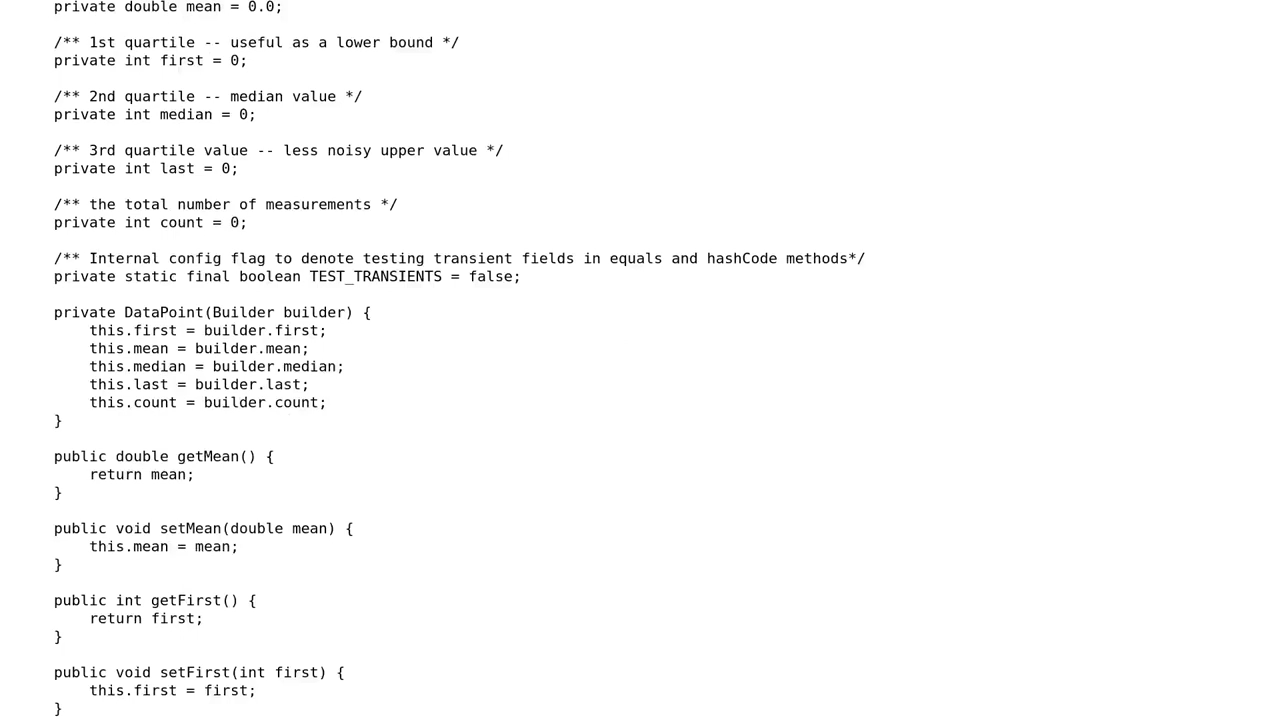 private double mean = 0.0;
/** 1st quartile -- useful as a lower bound */
private int first = 0;
/** 2nd quartile -- median value */
private int median = 0;
/** 3rd quartile value -- less noisy upper value */
private int last = 0;
/** the total number of measurements */
private int count = 0;
/** Internal config flag to denote testing transient fields in equals and hashCode methods*/
private static final boolean TEST_TRANSIENTS = false;
private DataPoint(Builder builder) {
this.first = builder.first;
this.mean = builder.mean;
this.median = builder.median;
this.last = builder.last;
this.count = builder.count;
}
public double getMean() {
return mean;
}
public void setMean(double mean) {
this.mean = mean;
}
public int getFirst() {
return first;
}
public void setFirst(int first) {
this.first = first;
}